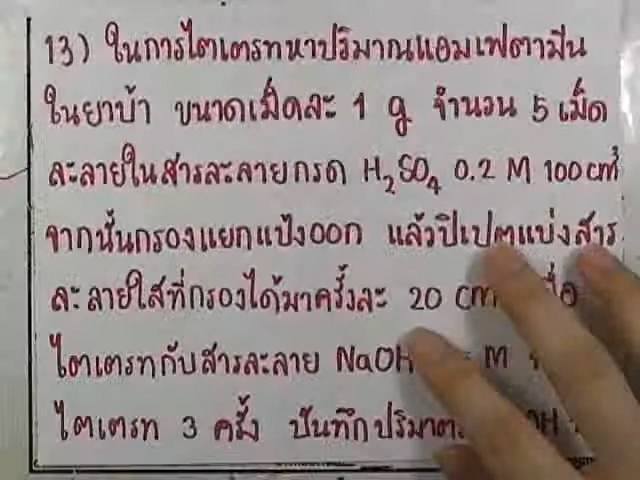 13) ในการไตเตรทหาปริมาณแอมเฟตามีน
ในยาบ้า ขนาดเม็ดละ 1 g จำนวน 5 เม็ด
ละลายในสารละลายกรด H₂SO₄ 0.2 M 100 cm³
จากนั้นกรองแยกแป้งออก แล้วปิเปตแบ่งสาร
ละลายใสที่กรองได้มาครั้งละ 20
ไตเตรทกับสารละลาย M
ไตเตรท 3 ครั้ง บันทึก